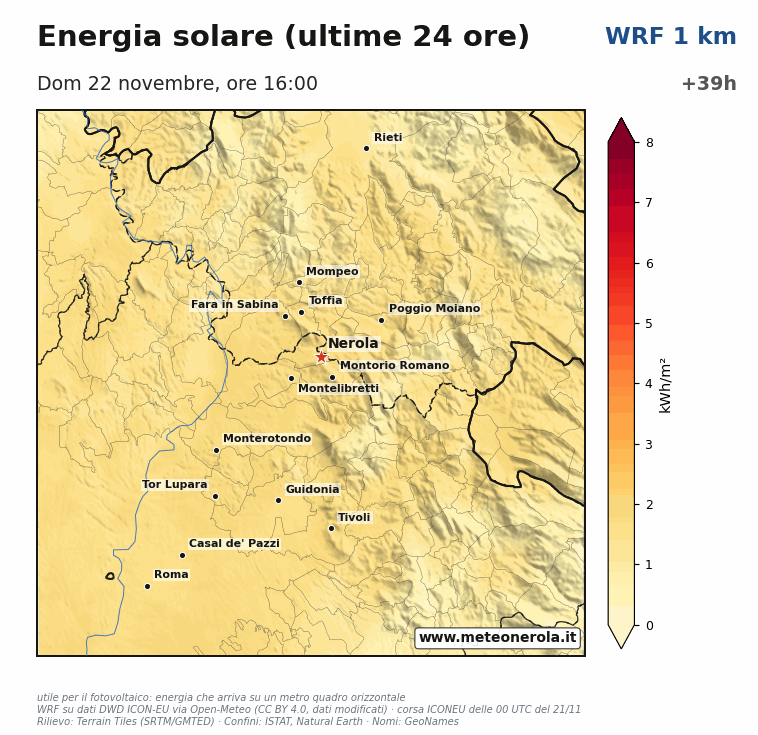 Energia solare (ultime 24 ore)
WRF 1 km
Dom 22 novembre, ore 16:00
+39h
Rieti
Mompeo
Toffia
Fara in Sabina
Poggio Moiano
Nerola
Montorio Romano
Montelibretti
Monterotondo
Tor Lupara
Guidonia
Tivoli
Casal de' Pazzi
Roma
www.meteonerola.it
8
7
6
5
4
3
2
1
0
kWh/m²
utile per il fotovoltaico: energia che arriva su un metro quadro orizzontale
WRF su dati DWD ICON-EU via Open-Meteo (CC BY 4.0, dati modificati) · corsa ICONEU delle 00 UTC del 21/11
Rilievo: Terrain Tiles (SRTM/GMTED) · Confini: ISTAT, Natural Earth · Nomi: GeoNames